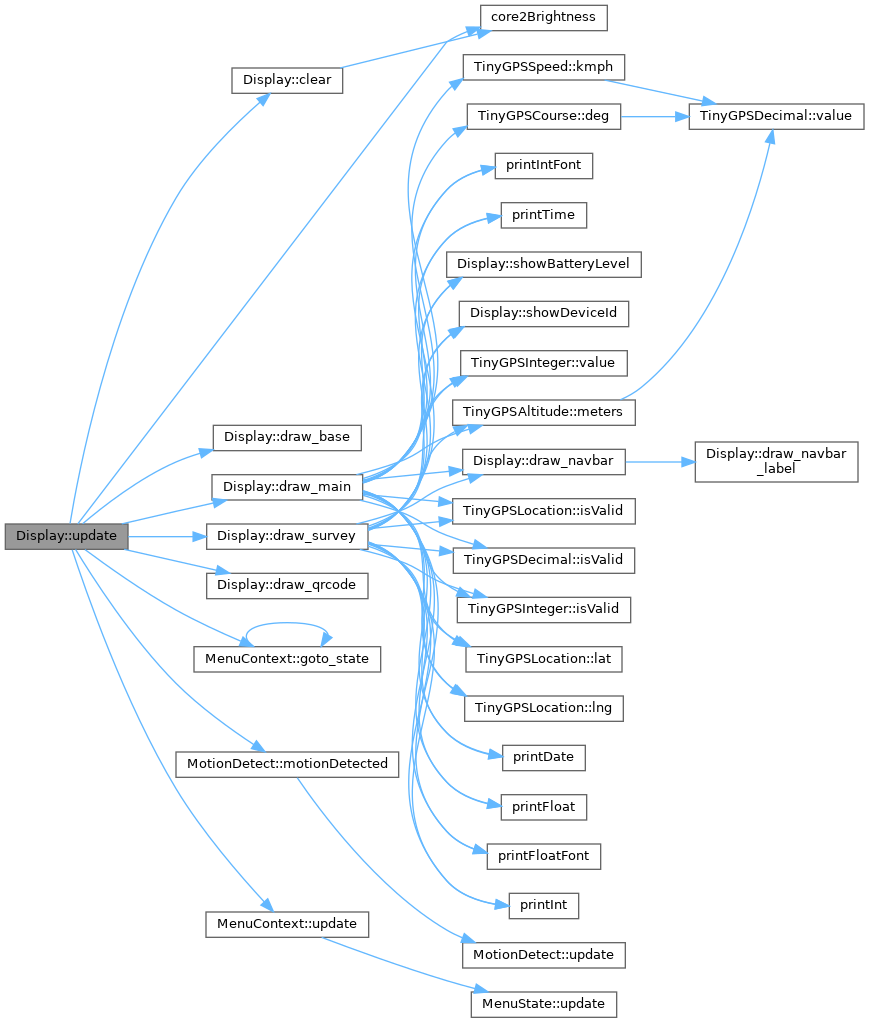 Display::update
Display::clear
Display::draw_base
Display::draw_main
Display::draw_survey
Display::draw_qrcode
MenuContext::goto_state
MotionDetect::motionDetected
MenuContext::update
core2Brightness
TinyGPSSpeed::kmph
TinyGPSCourse::deg
printIntFont
printTime
Display::showBatteryLevel
Display::showDeviceId
TinyGPSInteger::value
TinyGPSAltitude::meters
Display::draw_navbar
TinyGPSLocation::isValid
TinyGPSDecimal::isValid
TinyGPSInteger::isValid
TinyGPSLocation::lat
TinyGPSLocation::lng
printDate
printFloat
printFloatFont
printInt
MotionDetect::update
MenuState::update
TinyGPSDecimal::value
Display::draw_navbar
_label